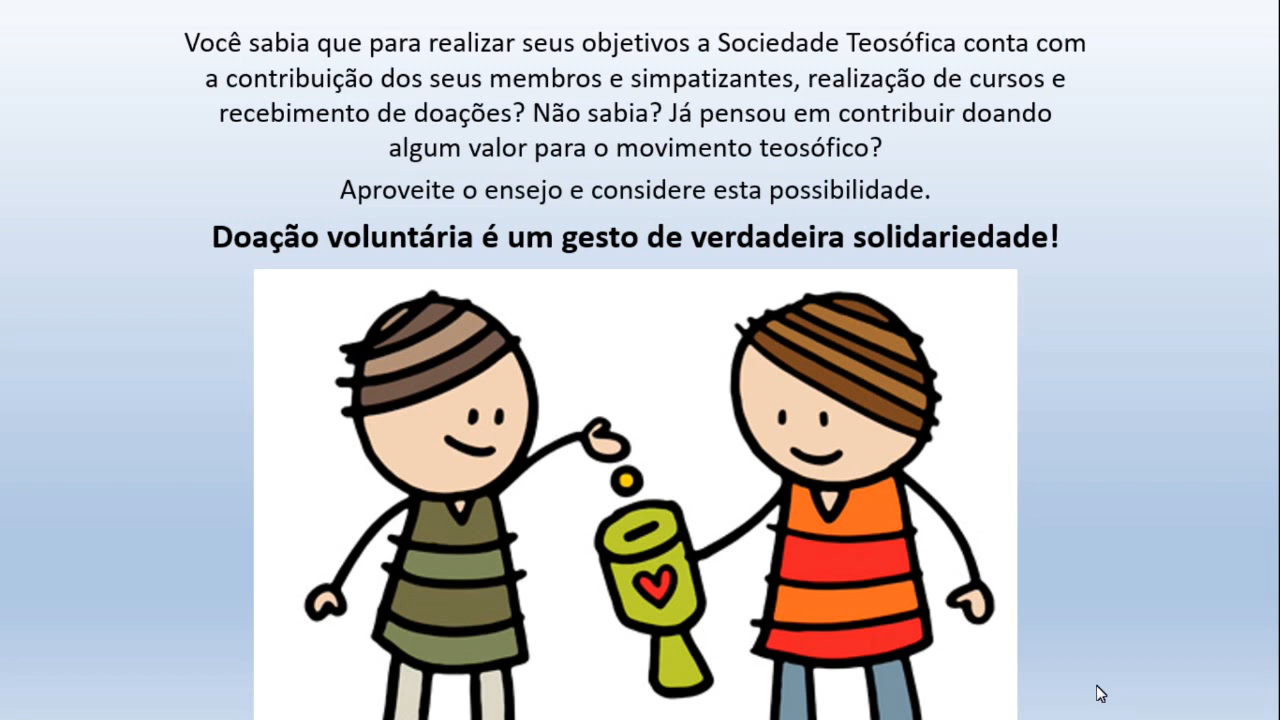 Você sabia que para realizar seus objetivos a Sociedade Teosófica conta com
a contribuição dos seus membros e simpatizantes, realização de cursos e
recebimento de doações? Não sabia? Já pensou em contribuir doando
algum valor para o movimento teosófico?
Aproveite o ensejo e considere esta possibilidade.
Doação voluntária é um gesto de verdadeira solidariedade!